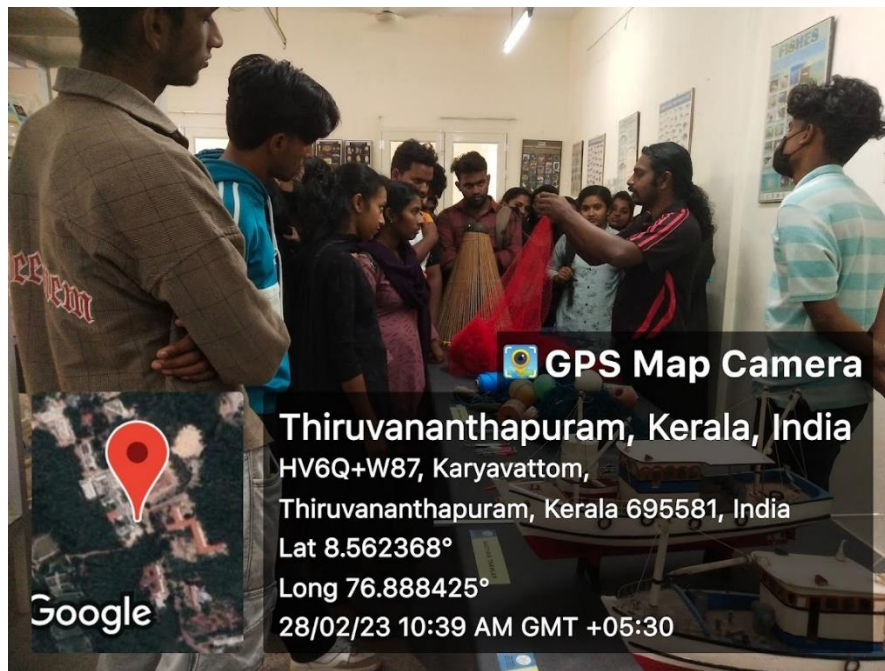 FISHES
GPS Map Camera
Thiruvananthapuram, Kerala, India
HV6Q+W87, Karyavattom,
Thiruvananthapuram, Kerala 695581, India
Lat 8.562368°
Long 76.888425°
28/02/23 10:39 AM GMT +05:30
Google